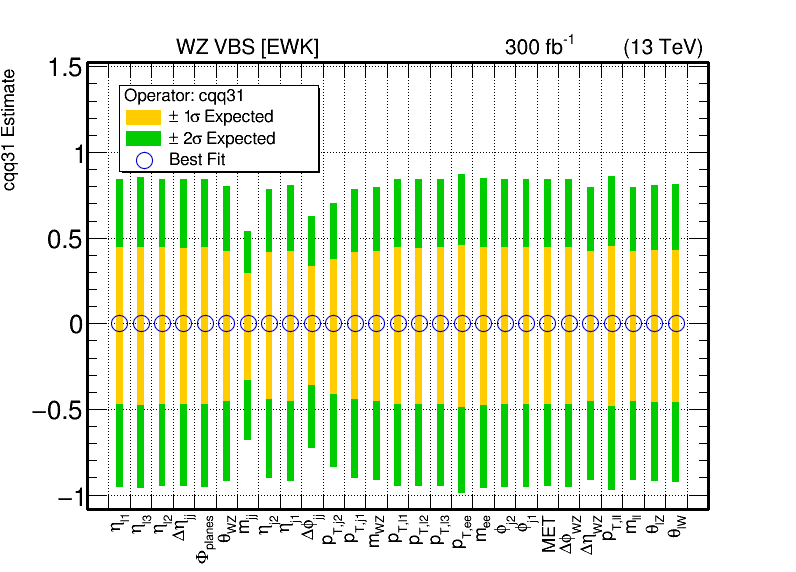 WZ VBS [EWK] 300 fb-1 (13 TeV)
cqq31 Estimate
1.5
1
0.5
0
−0.5
−1
Operator: cqq31
± 1σ Expected
± 2σ Expected
Best Fit
η_l1
η_l3
η_l2
Δη_jj
Φ_planes
θ_WZ
m_jj
η_j2
η_j1
Δϕ_jj
p_T,j2
p_T,j1
m_WZ
p_T,l1
p_T,l2
p_T,l3
p_T,ee
m_ee
ϕ_j2
ϕ_j1
MET
Δϕ_WZ
Δη_WZ
p_T,ll
m_ll
θ_lZ
θ_lW